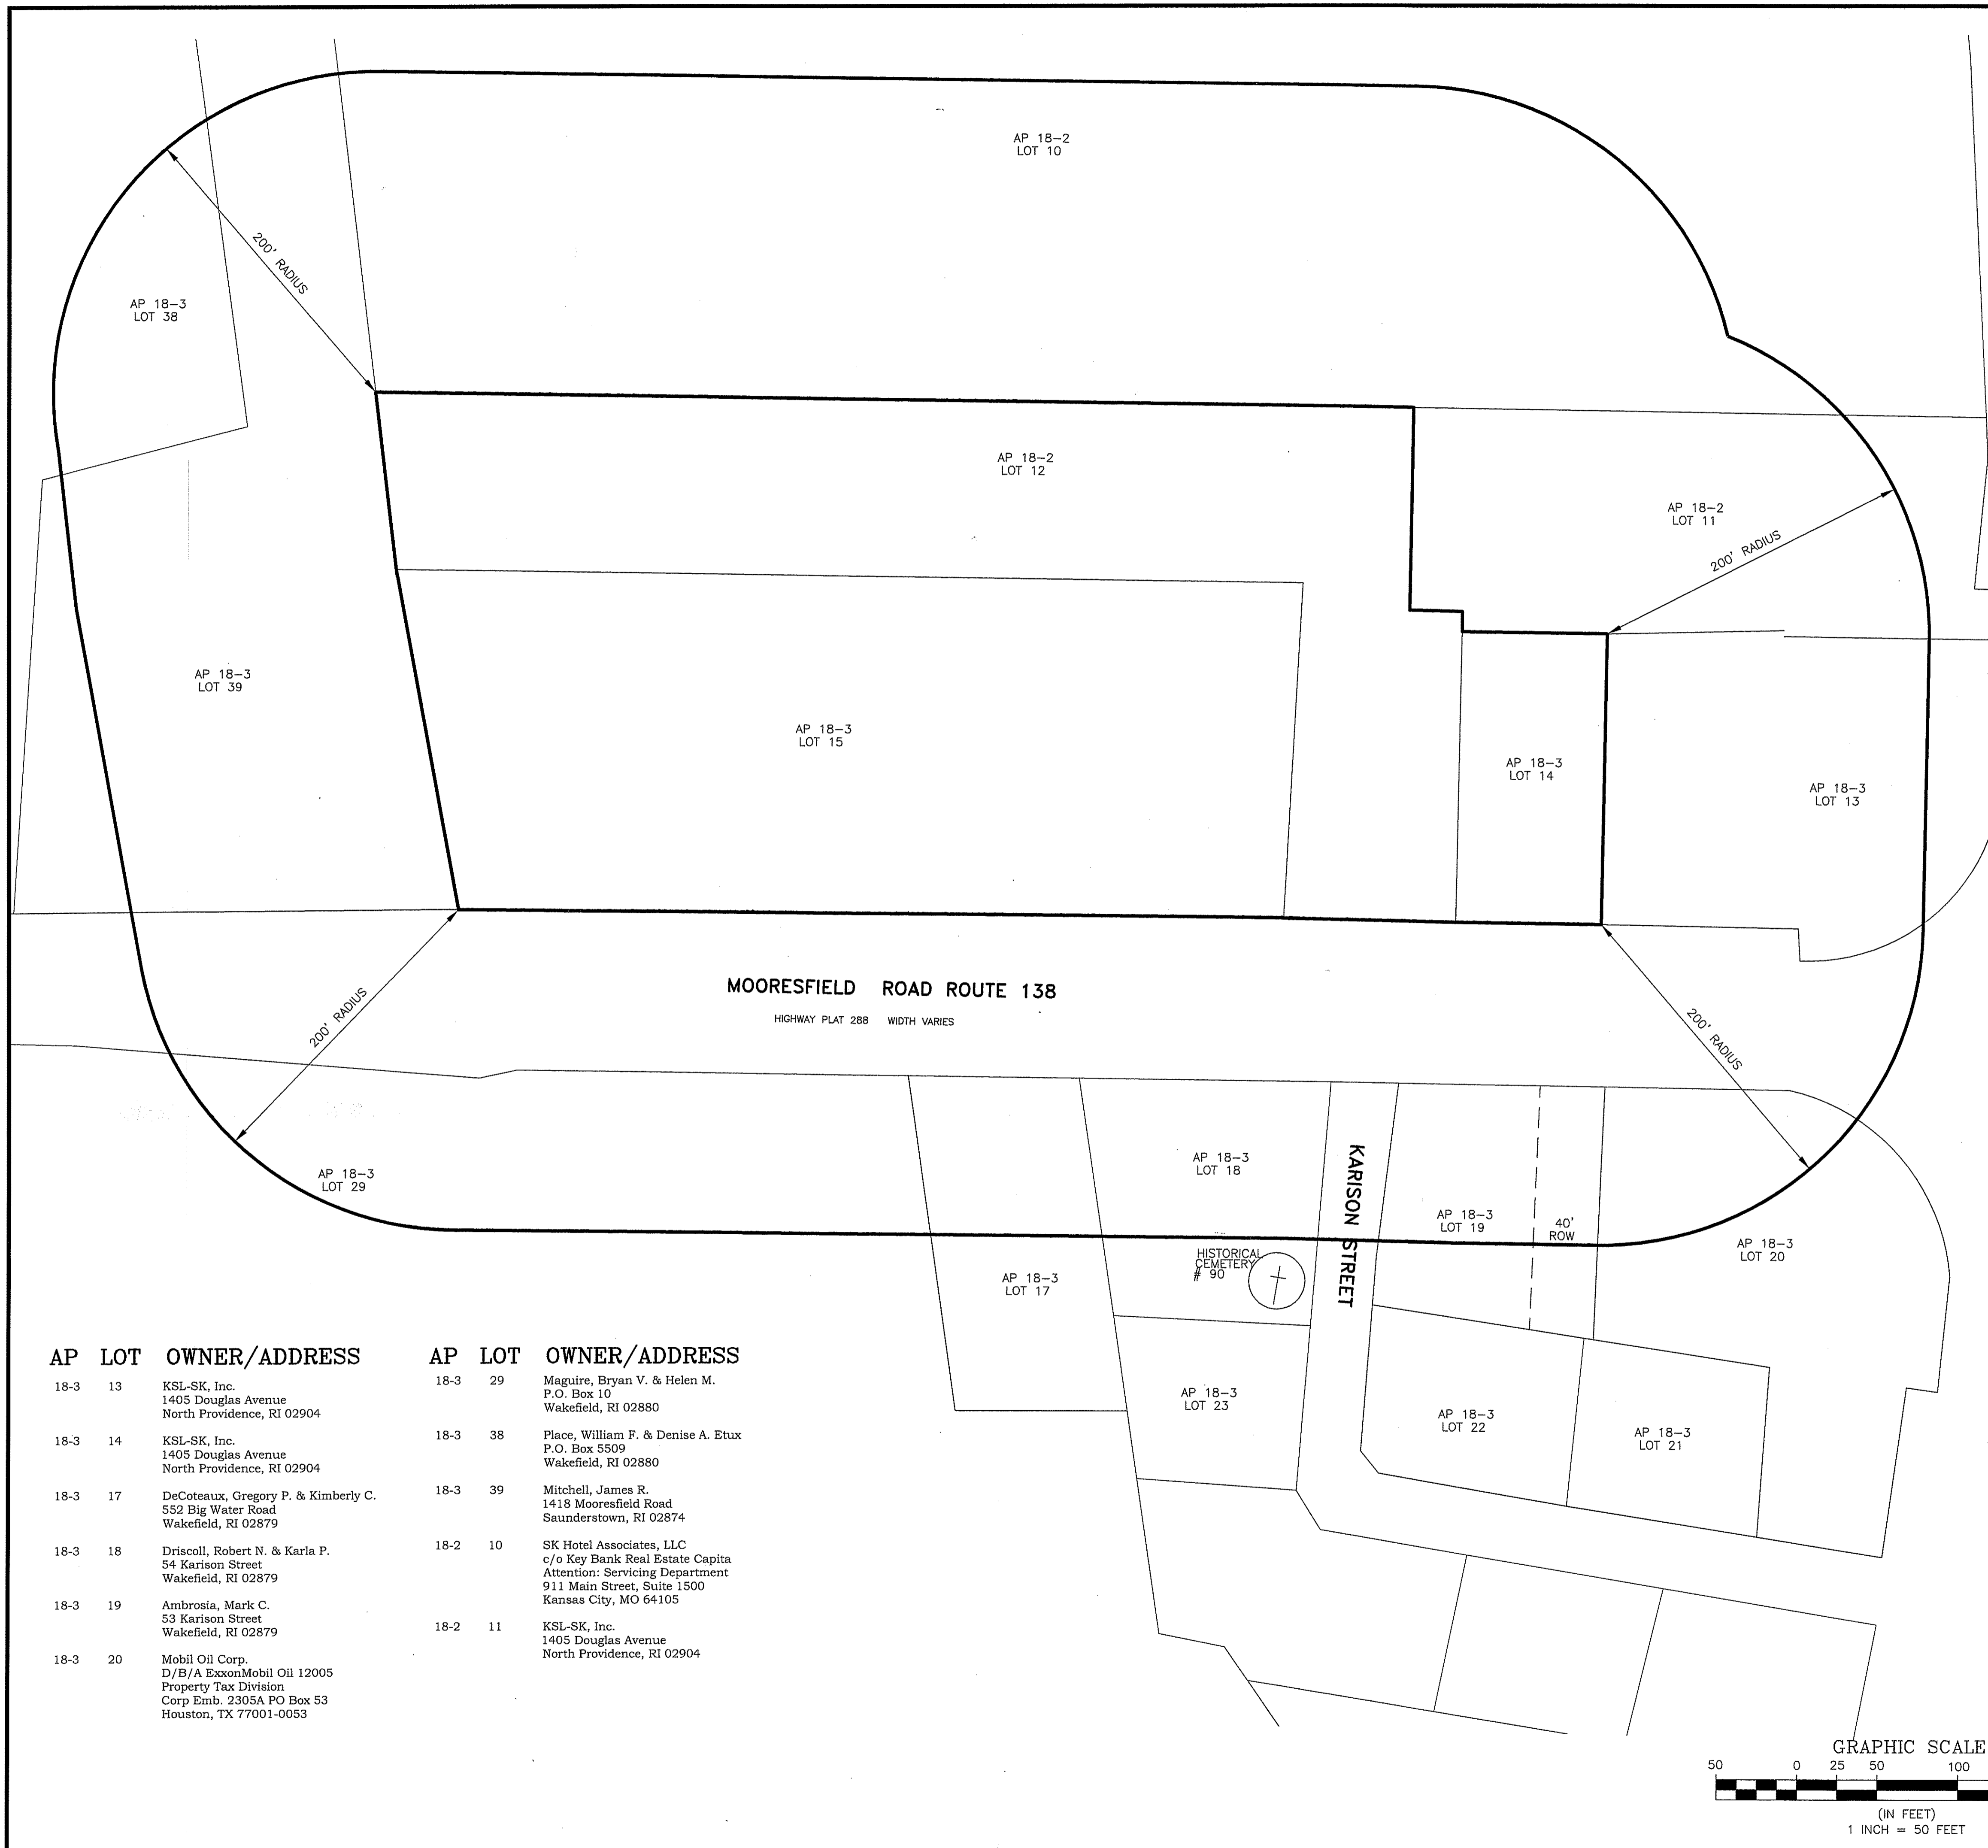 AP 18-2
LOT 10
200' RADIUS
AP 18-3
LOT 38
AP 18-2
LOT 12
AP 18-2
LOT 11
200' RADIUS
AP 18-3
LOT 39
AP 18-3
LOT 15
AP 18-3
LOT 14
AP 18-3
LOT 13
MOORESFIELD ROAD ROUTE 138
HIGHWAY PLAT 288 WIDTH VARIES
200' RADIUS
200' RADIUS
AP 18-3
LOT 29
AP 18-3
LOT 18
KARISON STREET
AP 18-3
LOT 19
40'
ROW
AP 18-3
LOT 20
HISTORICAL
CEMETERY
# 90
AP 18-3
LOT 17
AP 18-3
LOT 23
AP 18-3
LOT 22
AP 18-3
LOT 21
AP LOT OWNER/ADDRESS
18-3 13 KSL-SK, Inc.
1405 Douglas Avenue
North Providence, RI 02904
18-3 14 KSL-SK, Inc.
1405 Douglas Avenue
North Providence, RI 02904
18-3 17 DeCoteaux, Gregory P. & Kimberly C.
552 Big Water Road
Wakefield, RI 02879
18-3 18 Driscoll, Robert N. & Karla P.
54 Karison Street
Wakefield, RI 02879
18-3 19 Ambrosia, Mark C.
53 Karison Street
Wakefield, RI 02879
18-3 20 Mobil Oil Corp.
D/B/A ExxonMobil Oil 12005
Property Tax Division
Corp Emb. 2305A PO Box 53
Houston, TX 77001-0053
AP LOT OWNER/ADDRESS
18-3 29 Maguire, Bryan V. & Helen M.
P.O. Box 10
Wakefield, RI 02880
18-3 38 Place, William F. & Denise A. Etux
P.O. Box 5509
Wakefield, RI 02880
18-3 39 Mitchell, James R.
1418 Mooresfield Road
Saunderstown, RI 02874
18-2 10 SK Hotel Associates, LLC
c/o Key Bank Real Estate Capita
Attention: Servicing Department
911 Main Street, Suite 1500
Kansas City, MO 64105
18-2 11 KSL-SK, Inc.
1405 Douglas Avenue
North Providence, RI 02904
GRAPHIC SCALE
50 0 25 50 100
(IN FEET)
1 INCH = 50 FEET